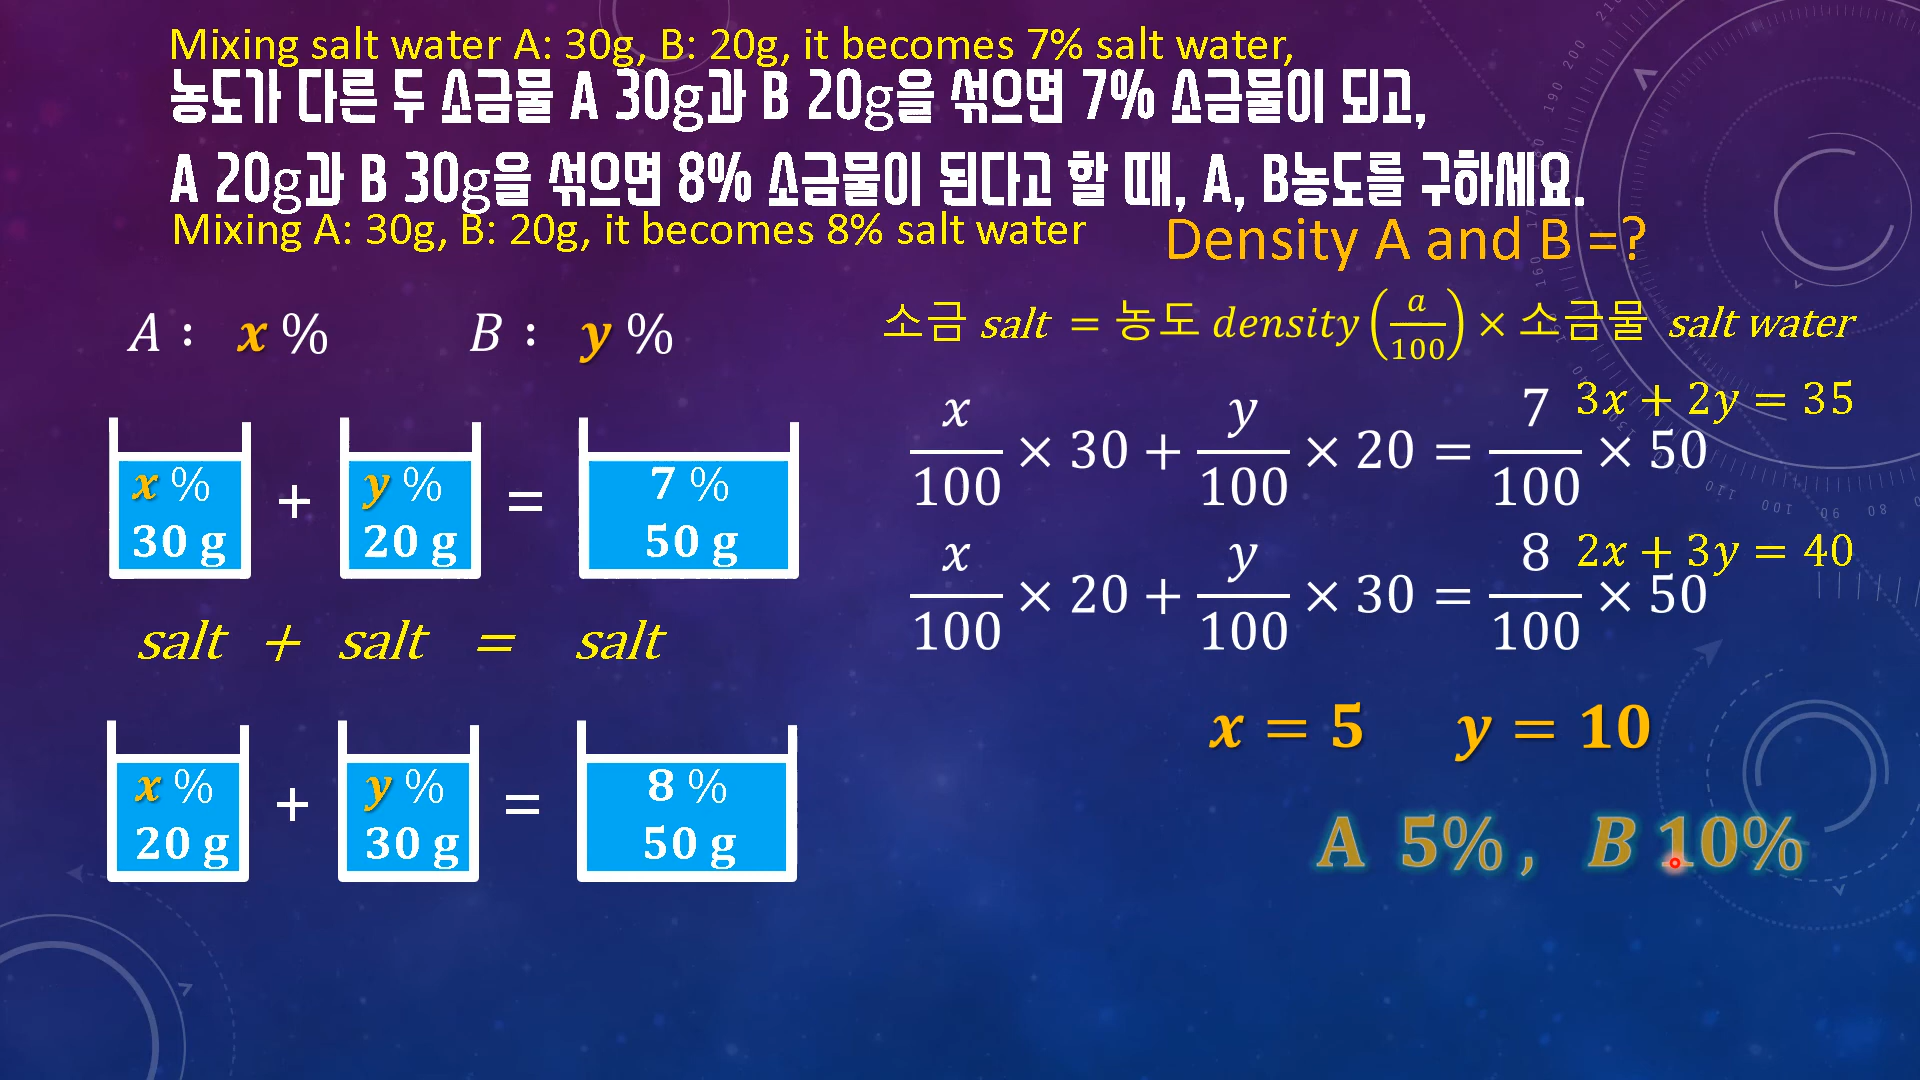 Mixing salt water A: 30g, B: 20g, it becomes 7% salt water,
농도가 다른 두 소금물 A 30g과 B 20g을 섞으면 7% 소금물이 되고,
A 20g과 B 30g을 섞으면 8% 소금물이 된다고 할 때, A, B농도를 구하세요.
Mixing A: 30g, B: 20g, it becomes 8% salt water
Density A and B =?
A : x % B : y %
소금 salt = 농도 density (a/100) × 소금물 salt water
3x + 2y = 35
x/100 × 30 + y/100 × 20 = 7/100 × 50
x % + y % = 7 %
30 g 20 g 50 g
2x + 3y = 40
x/100 × 20 + y/100 × 30 = 8/100 × 50
salt + salt = salt
x = 5 y = 10
x % + y % = 8 %
20 g 30 g 50 g
A 5% , B 10%